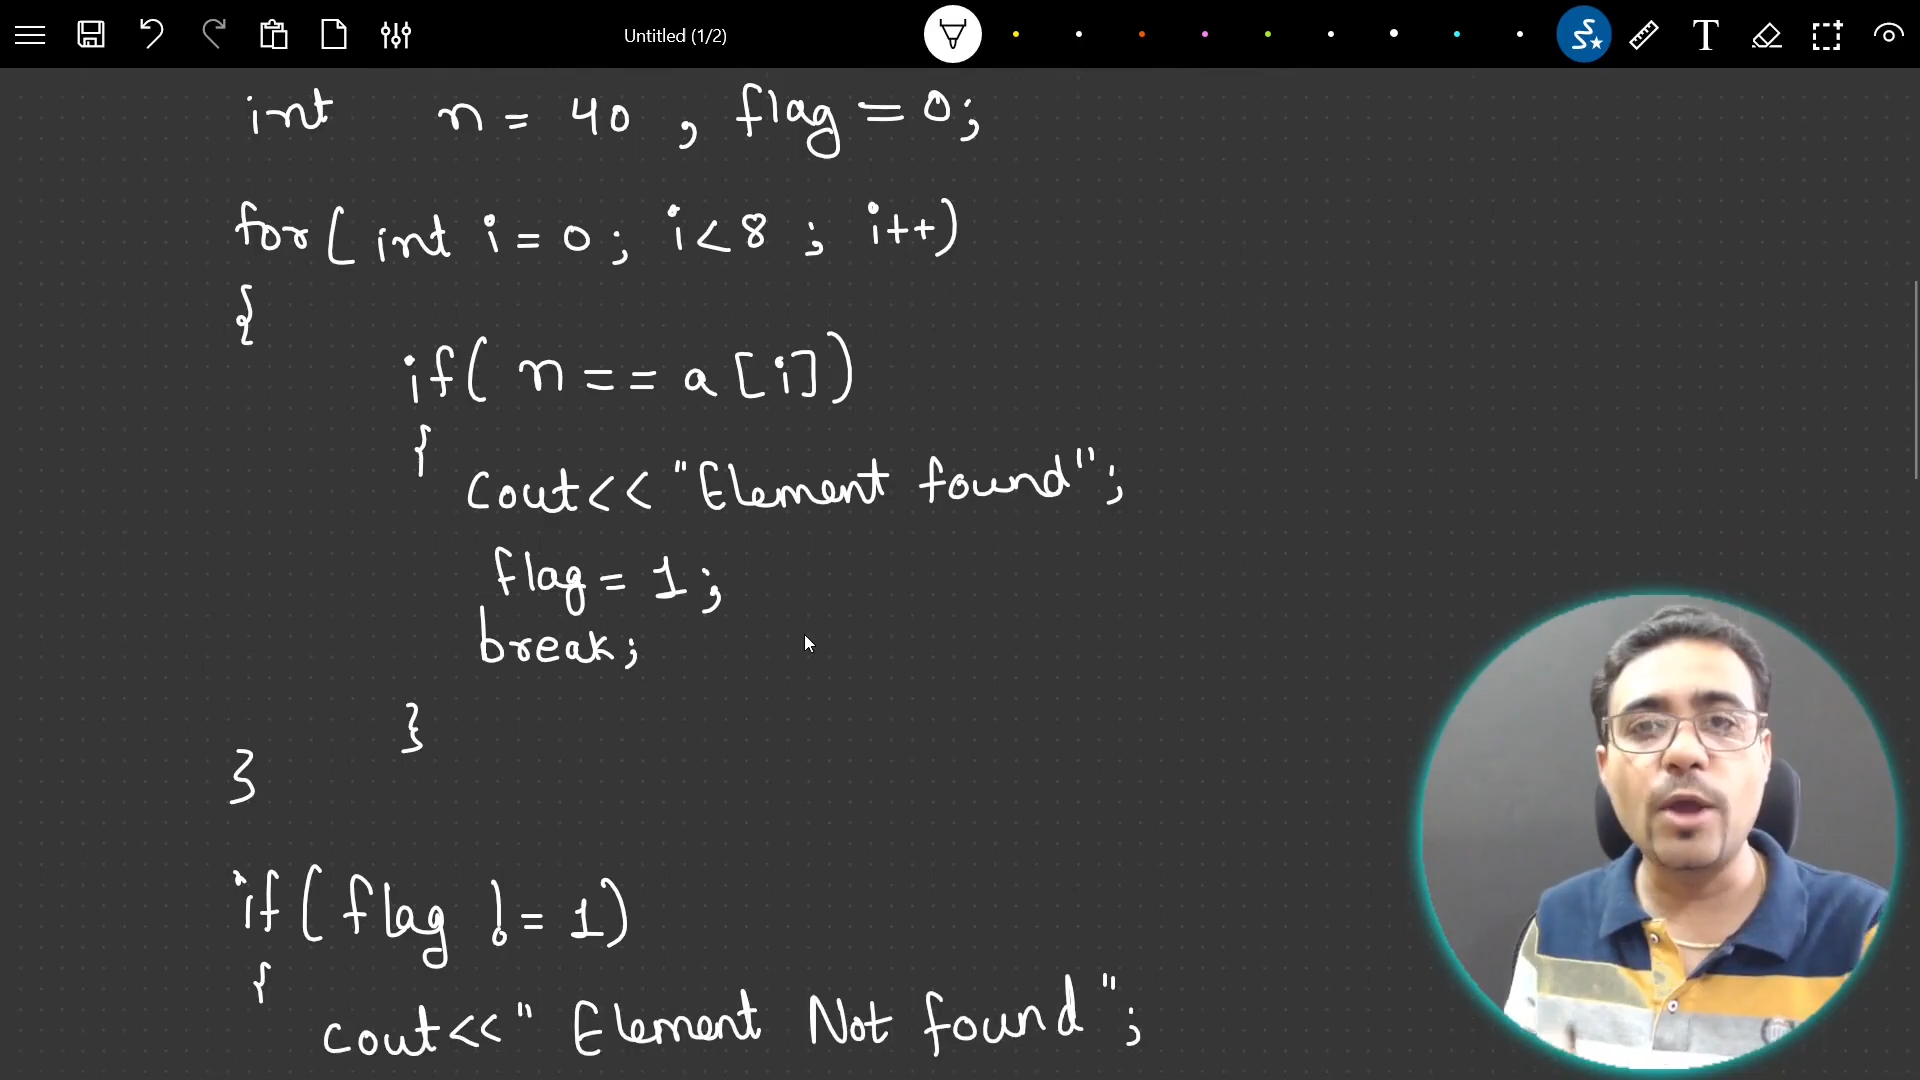 Untitled (1/2)
T
int n = 40 , flag = 0;
for( int i = 0; i<8 ; i++)
{
if( n == a [i])
{
cout<< "Element found";
flag = 1;
break;
}
}
if( flag != 1)
{
cout<<" Element Not found ";